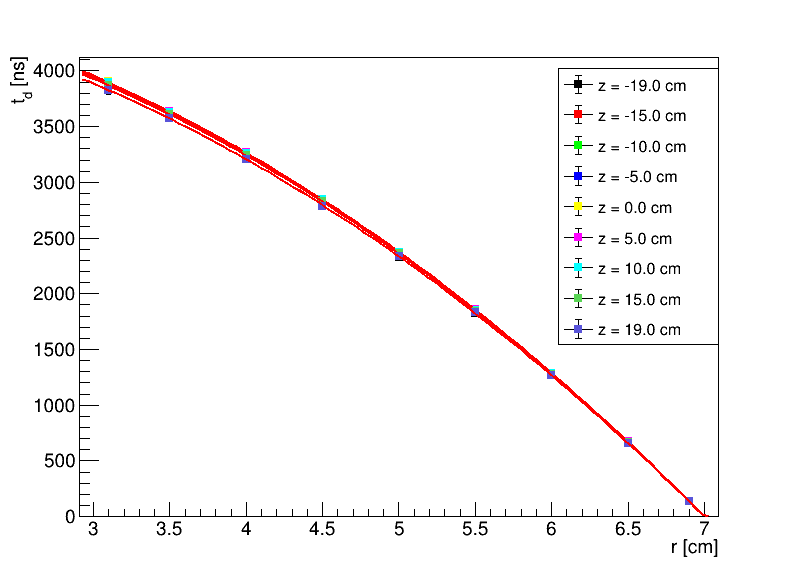 t_d [ns]
4000
3500
3000
2500
2000
1500
1000
500
0
z = -19.0 cm
z = -15.0 cm
z = -10.0 cm
z = -5.0 cm
z = 0.0 cm
z = 5.0 cm
z = 10.0 cm
z = 15.0 cm
z = 19.0 cm
3 3.5 4 4.5 5 5.5 6 6.5 7
r [cm]